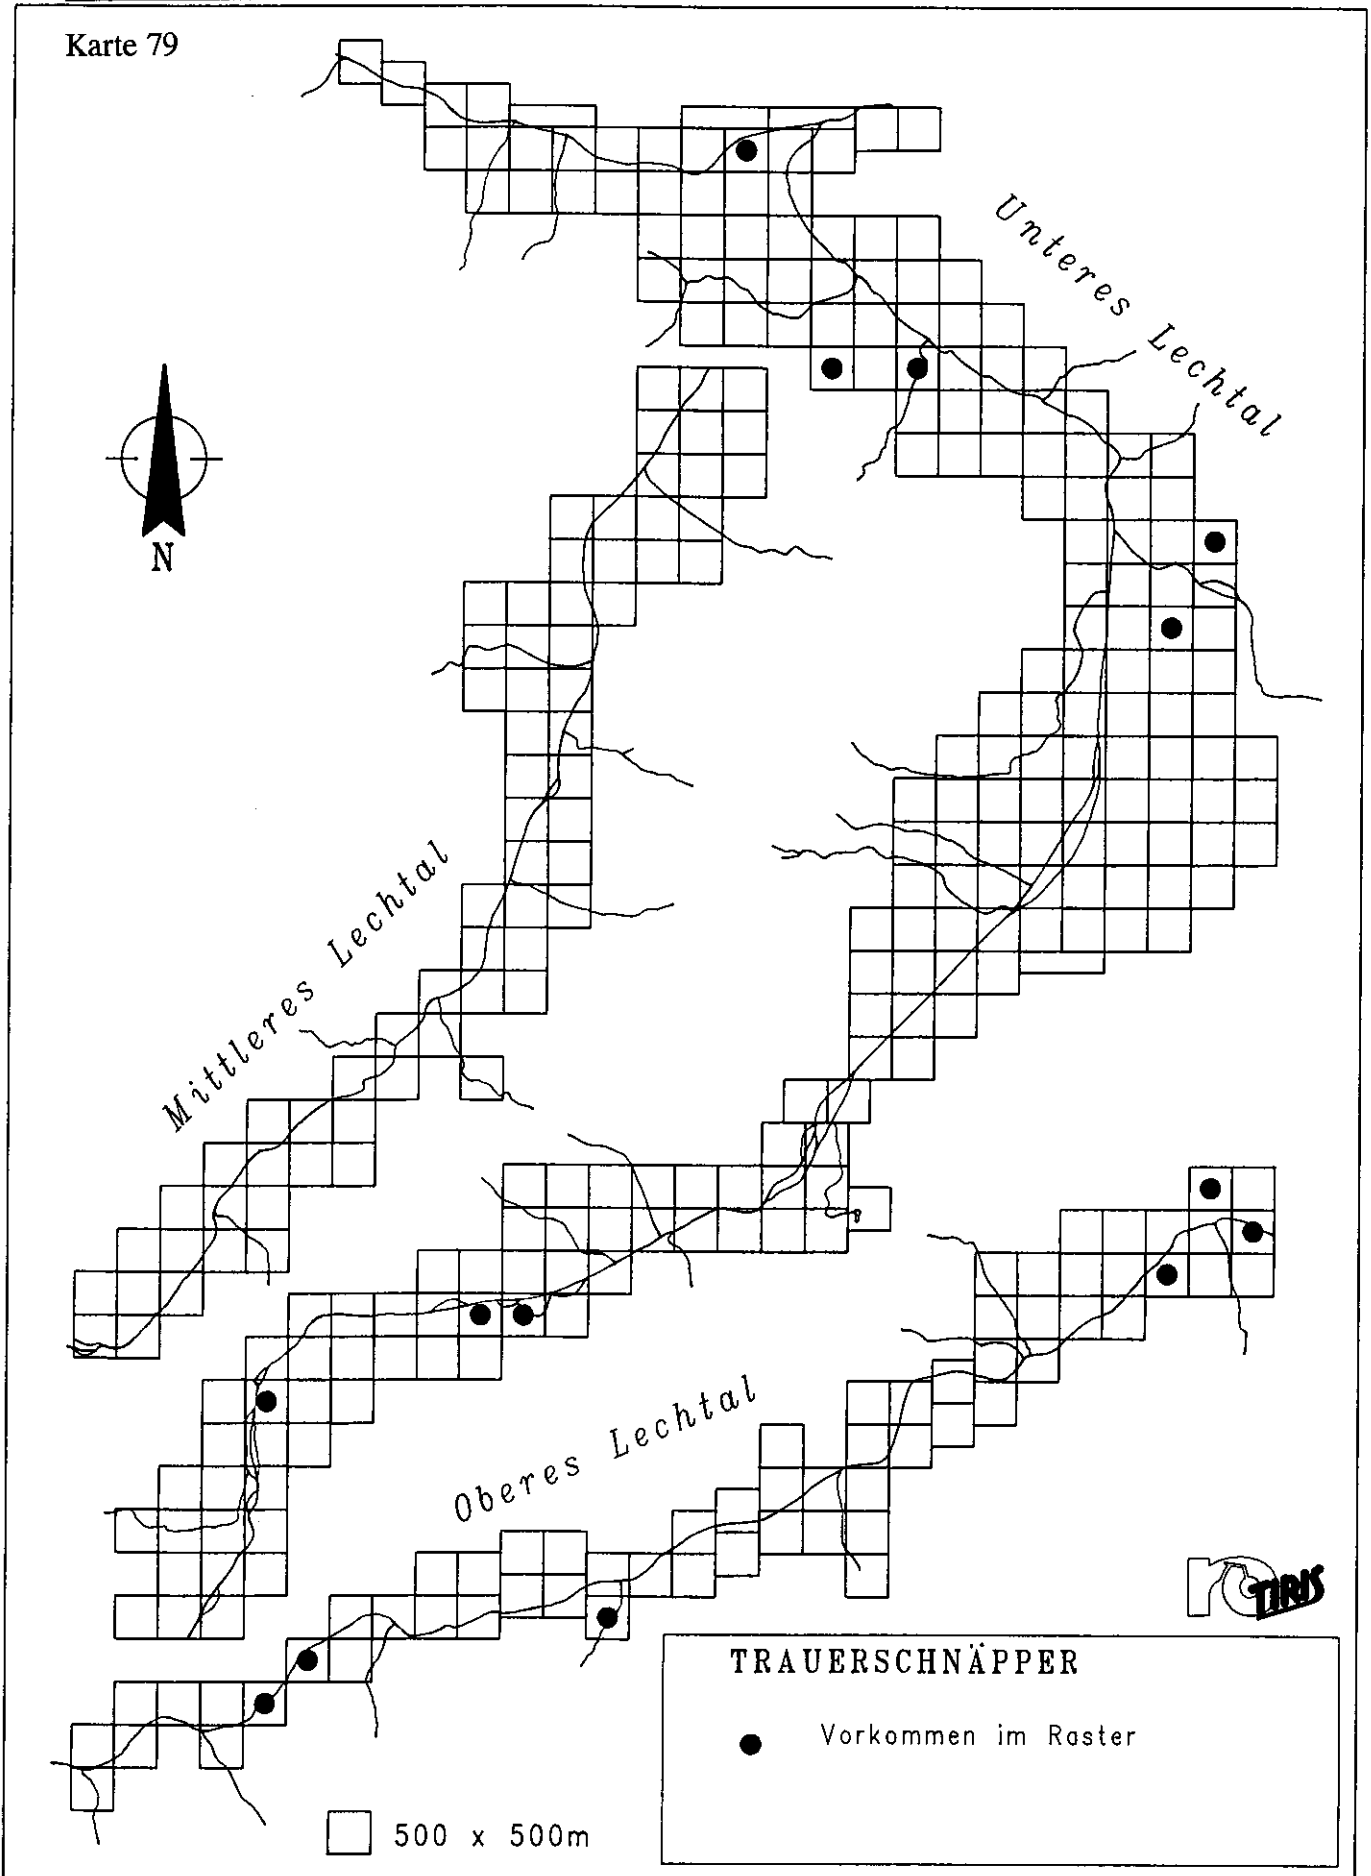 Karte 79
Unteres Lechtal
N
Mittleres Lechtal
Oberes Lechtal
TIRIS
TRAUERSCHNÄPPER
Vorkommen im Raster
500 x 500m